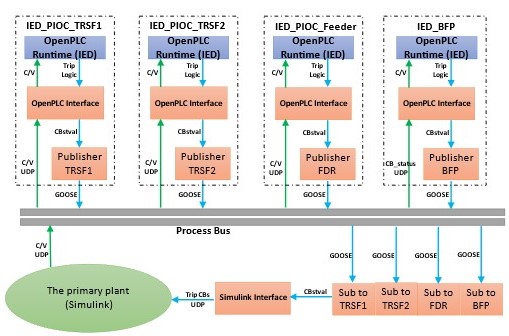 IED_PIOC_TRSF1
IED_PIOC_TRSF2
IED_PIOC_Feeder
IED_BFP
OpenPLC
Runtime (IED)
OpenPLC
Runtime (IED)
OpenPLC
Runtime (IED)
OpenPLC
Runtime (IED)
C/V
Trip
Logic
C/V
Trip
Logic
C/V
Trip
Logic
C/V
Trip
Logic
OpenPLC Interface
OpenPLC Interface
OpenPLC Interface
OpenPLC Interface
CBstval
CBstval
CBstval
CBstval
C/V
UDP
Publisher
TRSF1
C/V
UDP
Publisher
TRSF2
C/V
UDP
Publisher
FDR
CB_status
UDP
Publisher
BFP
GOOSE
GOOSE
GOOSE
GOOSE
Process Bus
C/V
UDP
GOOSE
GOOSE
GOOSE
GOOSE
The primary plant
(Simulink)
Trip CBs
UDP
Simulink Interface
CBstval
Sub to
TRSF1
Sub to
TRSF2
Sub to
FDR
Sub to
BFP